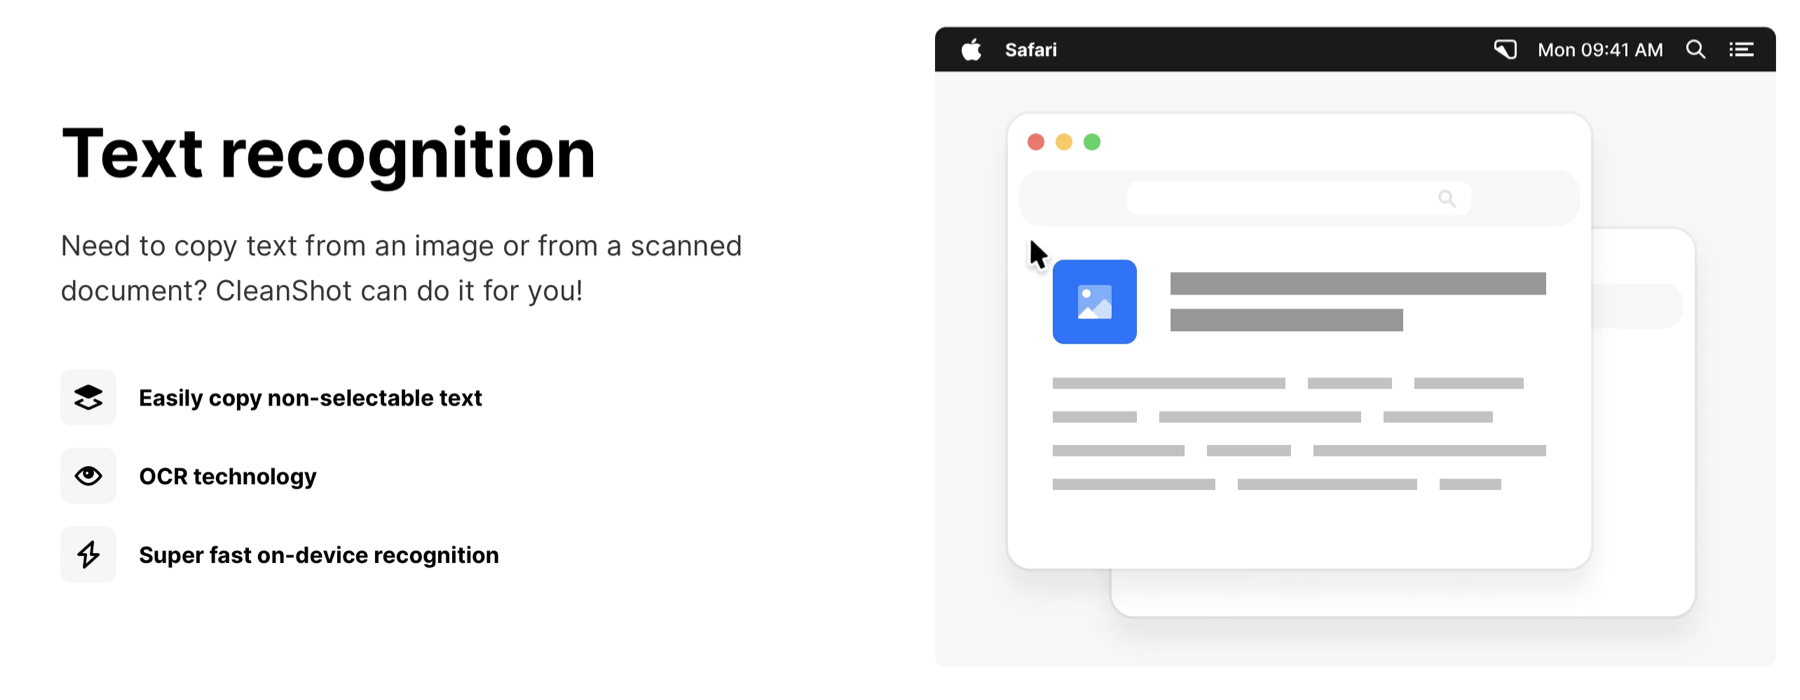 Text recognition
Need to copy text from an image or from a scanned
document? CleanShot can do it for you!
Easily copy non-selectable text
OCR technology
Super fast on-device recognition
Safari
Mon 09:41 AM